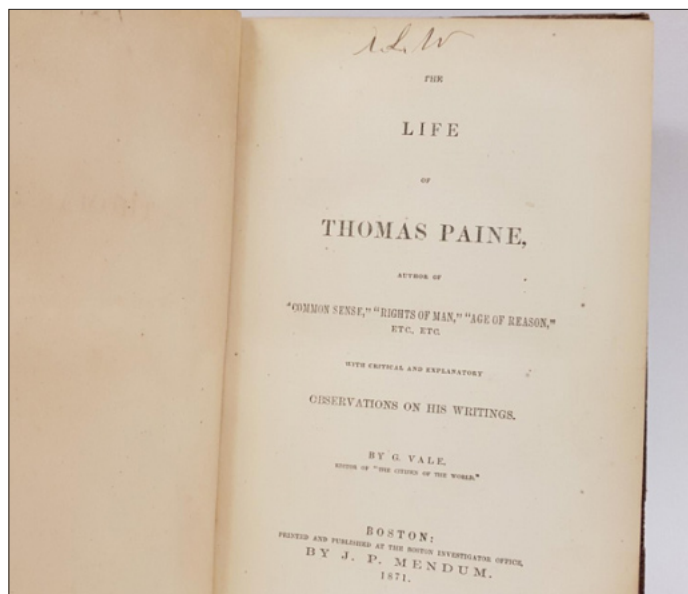 THE
LIFE
OF
THOMAS PAINE,
AUTHOR OF
"COMMON SENSE," "RIGHTS OF MAN," "AGE OF REASON,"
ETC., ETC.
WITH CRITICAL AND EXPLANATORY
OBSERVATIONS ON HIS WRITINGS.
BY G. VALE,
EDITOR OF "THE CITIZEN OF THE WORLD."
BOSTON:
PRINTED AND PUBLISHED AT THE BOSTON INVESTIGATOR OFFICE,
BY J. P. MENDUM.
1871.